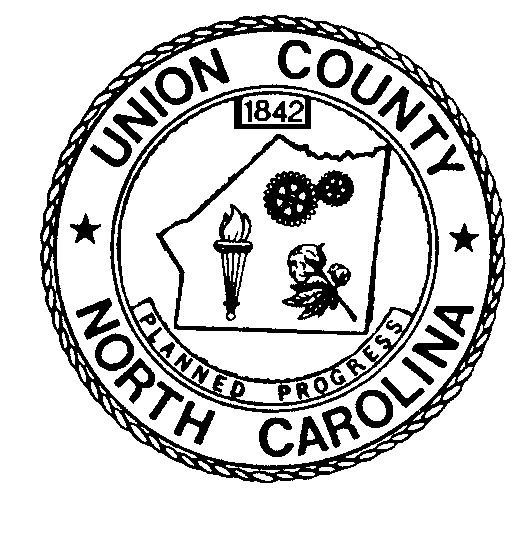 UNION COUNTY
1842
PLANNED PROGRESS
NORTH CAROLINA